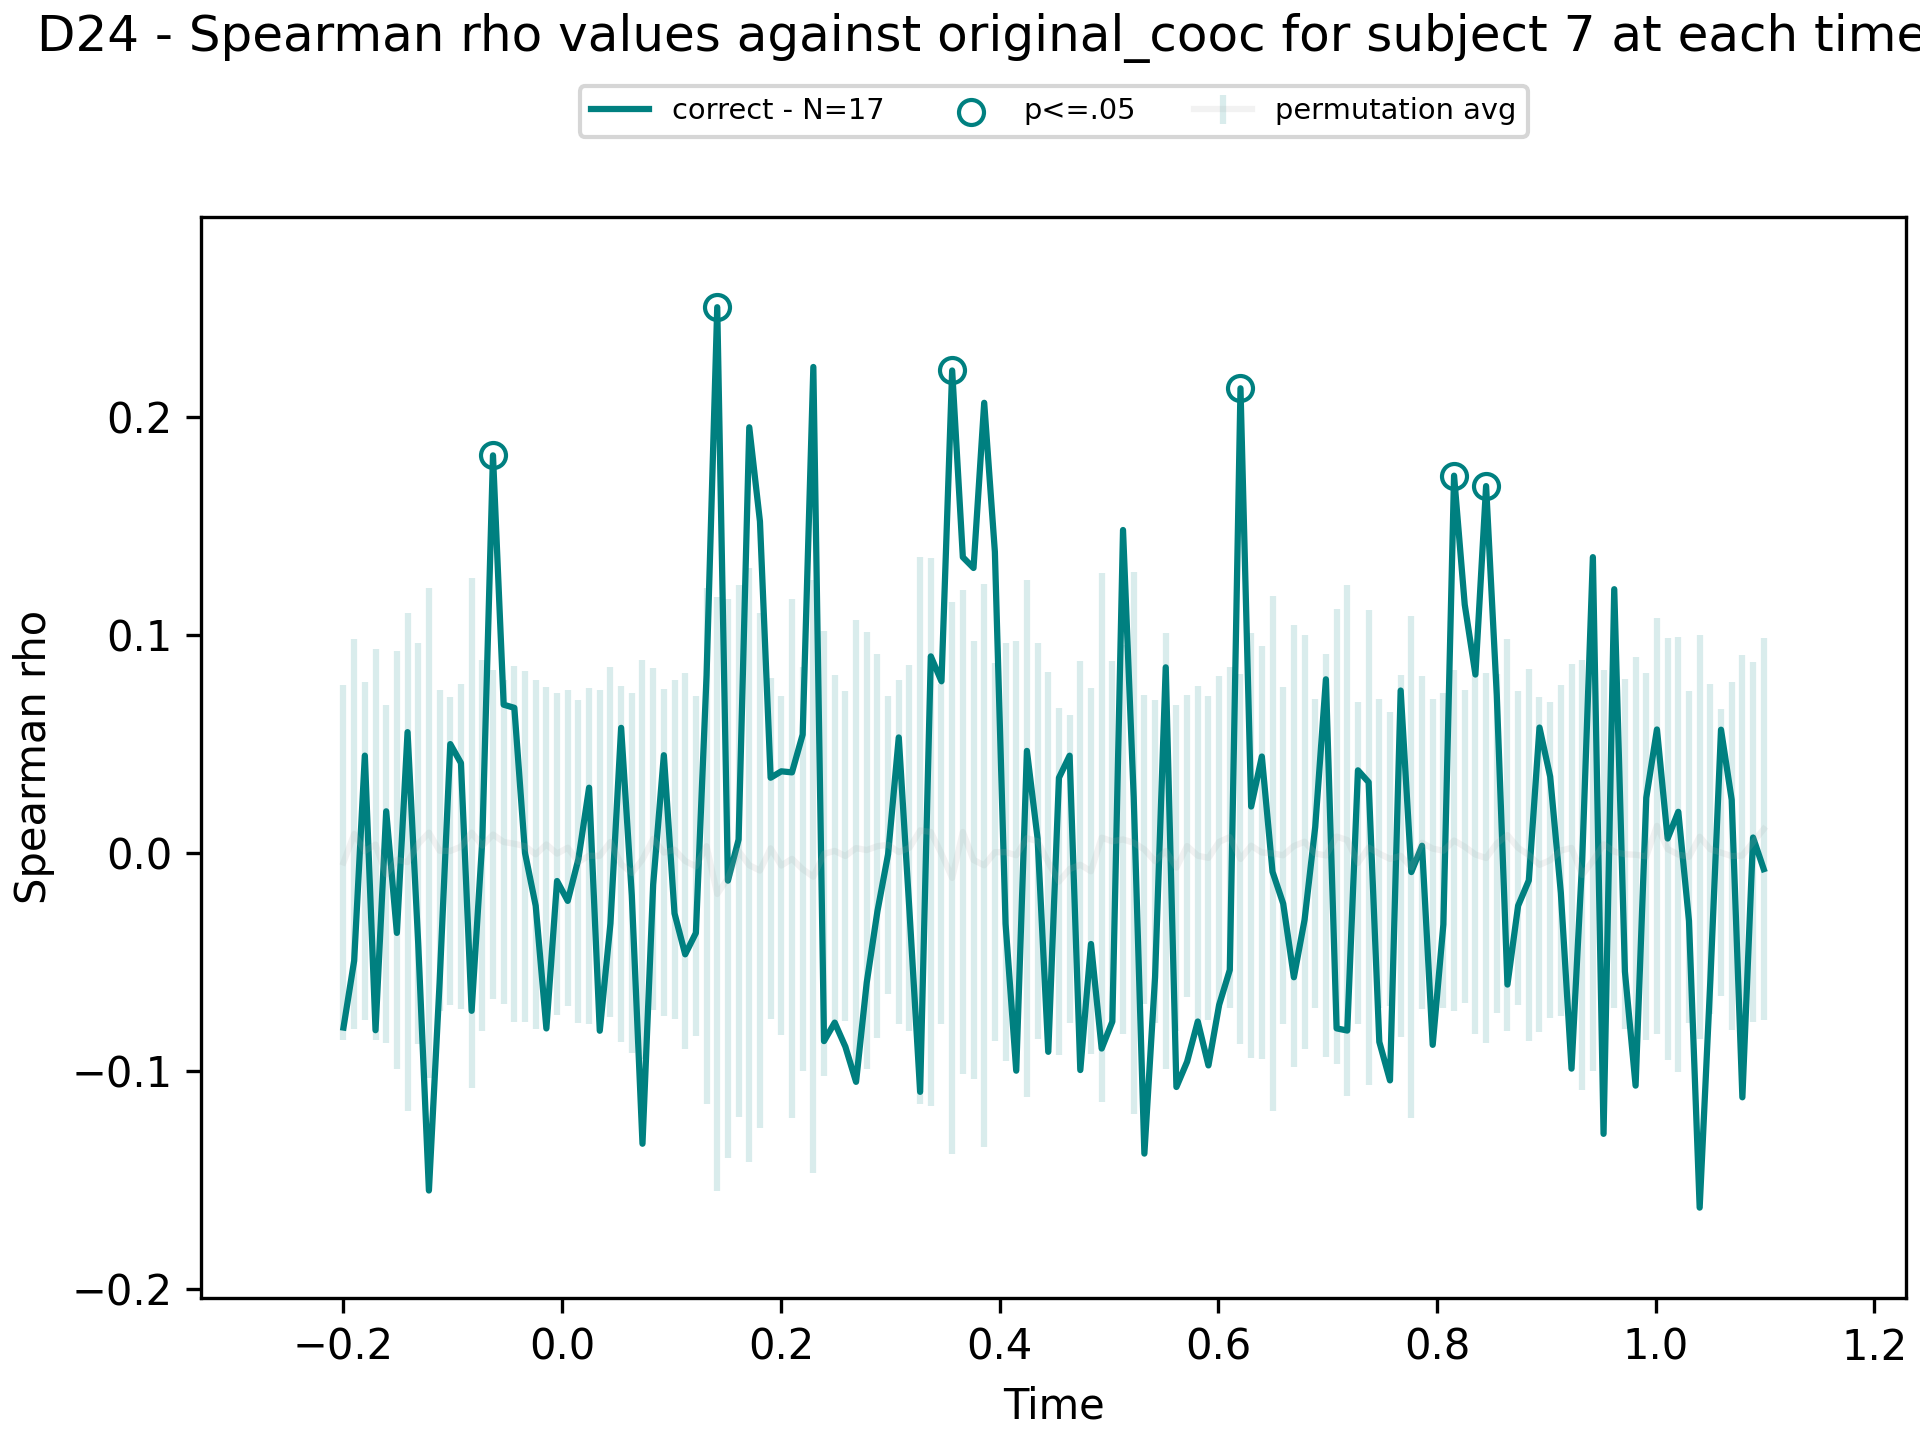 D24 - Spearman rho values against original_cooc for subject 7 at each time
correct - N=17 p<=.05 permutation avg
Spearman rho
0.2
0.1
0.0
−0.1
−0.2
−0.2 0.0 0.2 0.4 0.6 0.8 1.0 1.2
Time